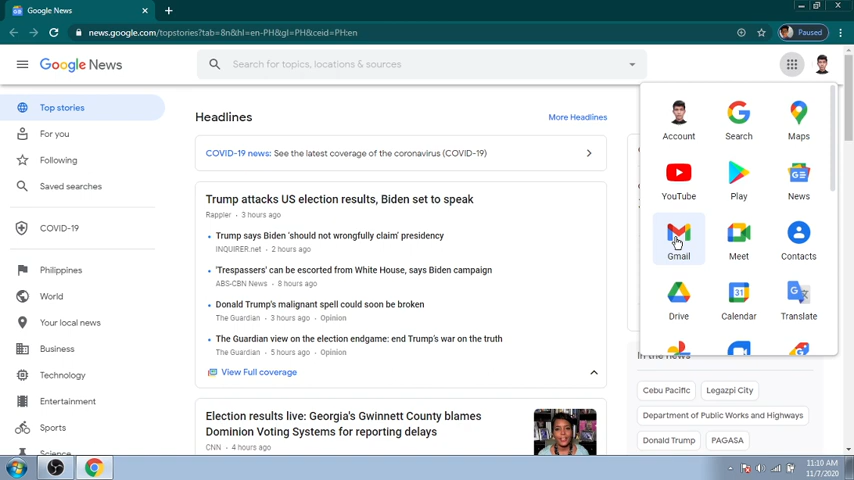 Google News
news.google.com/topstories?tab=8n&hl=en-PH&gl=PH&ceid=PH:en
Paused
Google News
Search for topics, locations & sources
Top stories
For you
Following
Saved searches
COVID-19
Philippines
World
Your local news
Business
Technology
Entertainment
Sports
Science
Headlines
More Headlines
COVID-19 news: See the latest coverage of the coronavirus (COVID-19)
Trump attacks US election results, Biden set to speak
Rappler • 3 hours ago
Trump says Biden 'should not wrongfully claim' presidency
INQUIRER.net • 2 hours ago
'Trespassers' can be escorted from White House, says Biden campaign
ABS-CBN News • 8 hours ago
Donald Trump's malignant spell could soon be broken
The Guardian • 3 hours ago • Opinion
The Guardian view on the election endgame: end Trump's war on the truth
The Guardian • 5 hours ago • Opinion
View Full coverage
Election results live: Georgia's Gwinnett County blames
Dominion Voting Systems for reporting delays
CNN • 4 hours ago
Account
Search
Maps
YouTube
Play
News
Gmail
Meet
Contacts
Drive
31
Calendar
Translate
In the news
Cebu Pacific
Legazpi City
Department of Public Works and Highways
Donald Trump
PAGASA
11:10 AM
11/7/2020